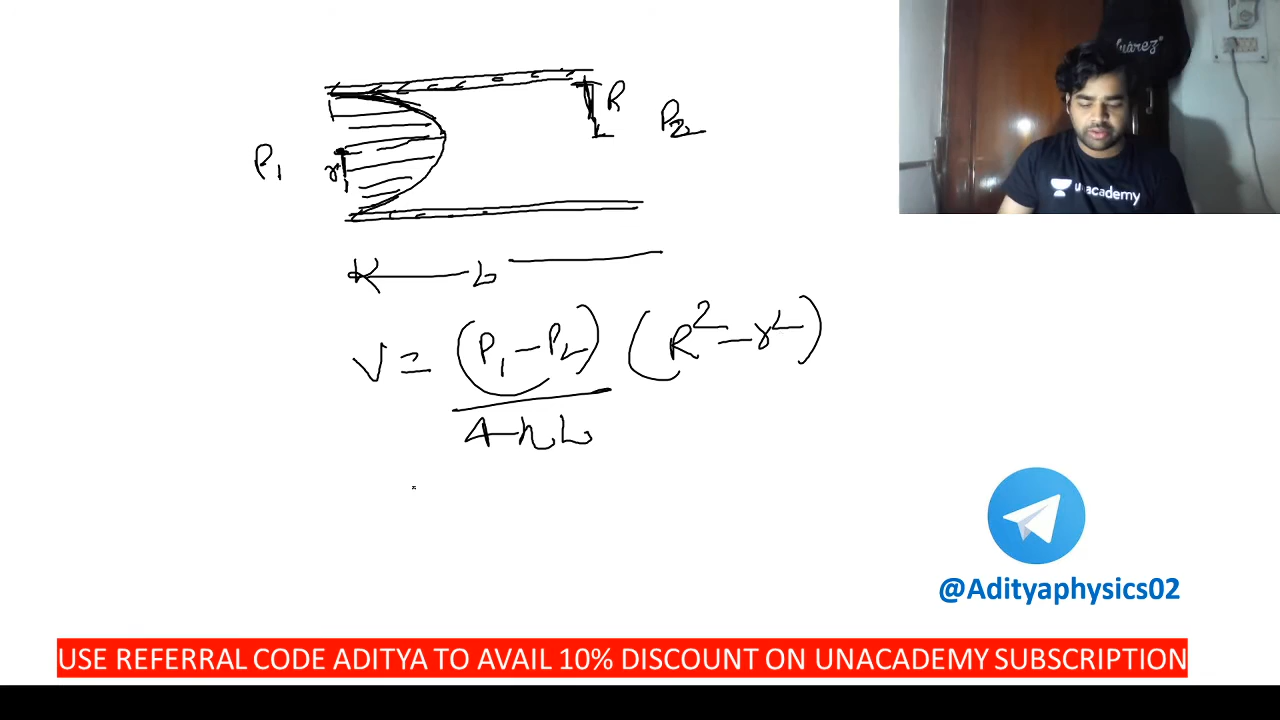 Suárez
R
P₂
P₁
r
unacademy
L
V = (P₁ - P₂) (R² - r²)
4ηL
@Adityaphysics02
USE REFERRAL CODE ADITYA TO AVAIL 10% DISCOUNT ON UNACADEMY SUBSCRIPTION